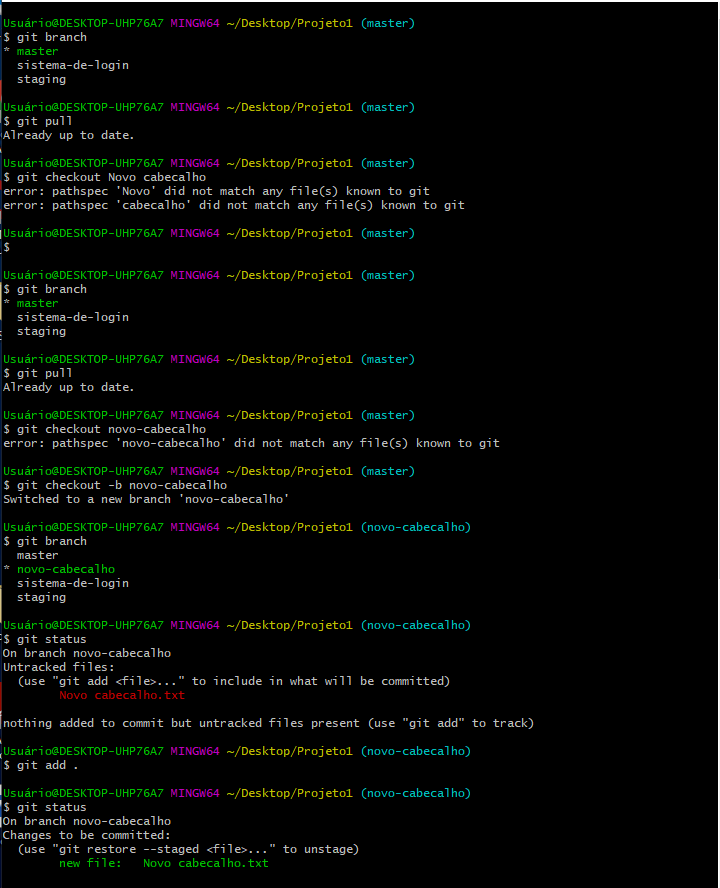 Usuário@DESKTOP-UHP76A7 MINGW64 ~/Desktop/Projeto1 (master)
$ git branch
* master
  sistema-de-login
  staging

Usuário@DESKTOP-UHP76A7 MINGW64 ~/Desktop/Projeto1 (master)
$ git pull
Already up to date.

Usuário@DESKTOP-UHP76A7 MINGW64 ~/Desktop/Projeto1 (master)
$ git checkout Novo cabecalho
error: pathspec 'Novo' did not match any file(s) known to git
error: pathspec 'cabecalho' did not match any file(s) known to git

Usuário@DESKTOP-UHP76A7 MINGW64 ~/Desktop/Projeto1 (master)
$

Usuário@DESKTOP-UHP76A7 MINGW64 ~/Desktop/Projeto1 (master)
$ git branch
* master
  sistema-de-login
  staging

Usuário@DESKTOP-UHP76A7 MINGW64 ~/Desktop/Projeto1 (master)
$ git pull
Already up to date.

Usuário@DESKTOP-UHP76A7 MINGW64 ~/Desktop/Projeto1 (master)
$ git checkout novo-cabecalho
error: pathspec 'novo-cabecalho' did not match any file(s) known to git

Usuário@DESKTOP-UHP76A7 MINGW64 ~/Desktop/Projeto1 (master)
$ git checkout -b novo-cabecalho
Switched to a new branch 'novo-cabecalho'

Usuário@DESKTOP-UHP76A7 MINGW64 ~/Desktop/Projeto1 (novo-cabecalho)
$ git branch
  master
* novo-cabecalho
  sistema-de-login
  staging

Usuário@DESKTOP-UHP76A7 MINGW64 ~/Desktop/Projeto1 (novo-cabecalho)
$ git status
On branch novo-cabecalho
Untracked files:
  (use "git add <file>..." to include in what will be committed)
        Novo cabecalho.txt

nothing added to commit but untracked files present (use "git add" to track)

Usuário@DESKTOP-UHP76A7 MINGW64 ~/Desktop/Projeto1 (novo-cabecalho)
$ git add .

Usuário@DESKTOP-UHP76A7 MINGW64 ~/Desktop/Projeto1 (novo-cabecalho)
$ git status
On branch novo-cabecalho
Changes to be committed:
  (use "git restore --staged <file>..." to unstage)
        new file:   Novo cabecalho.txt